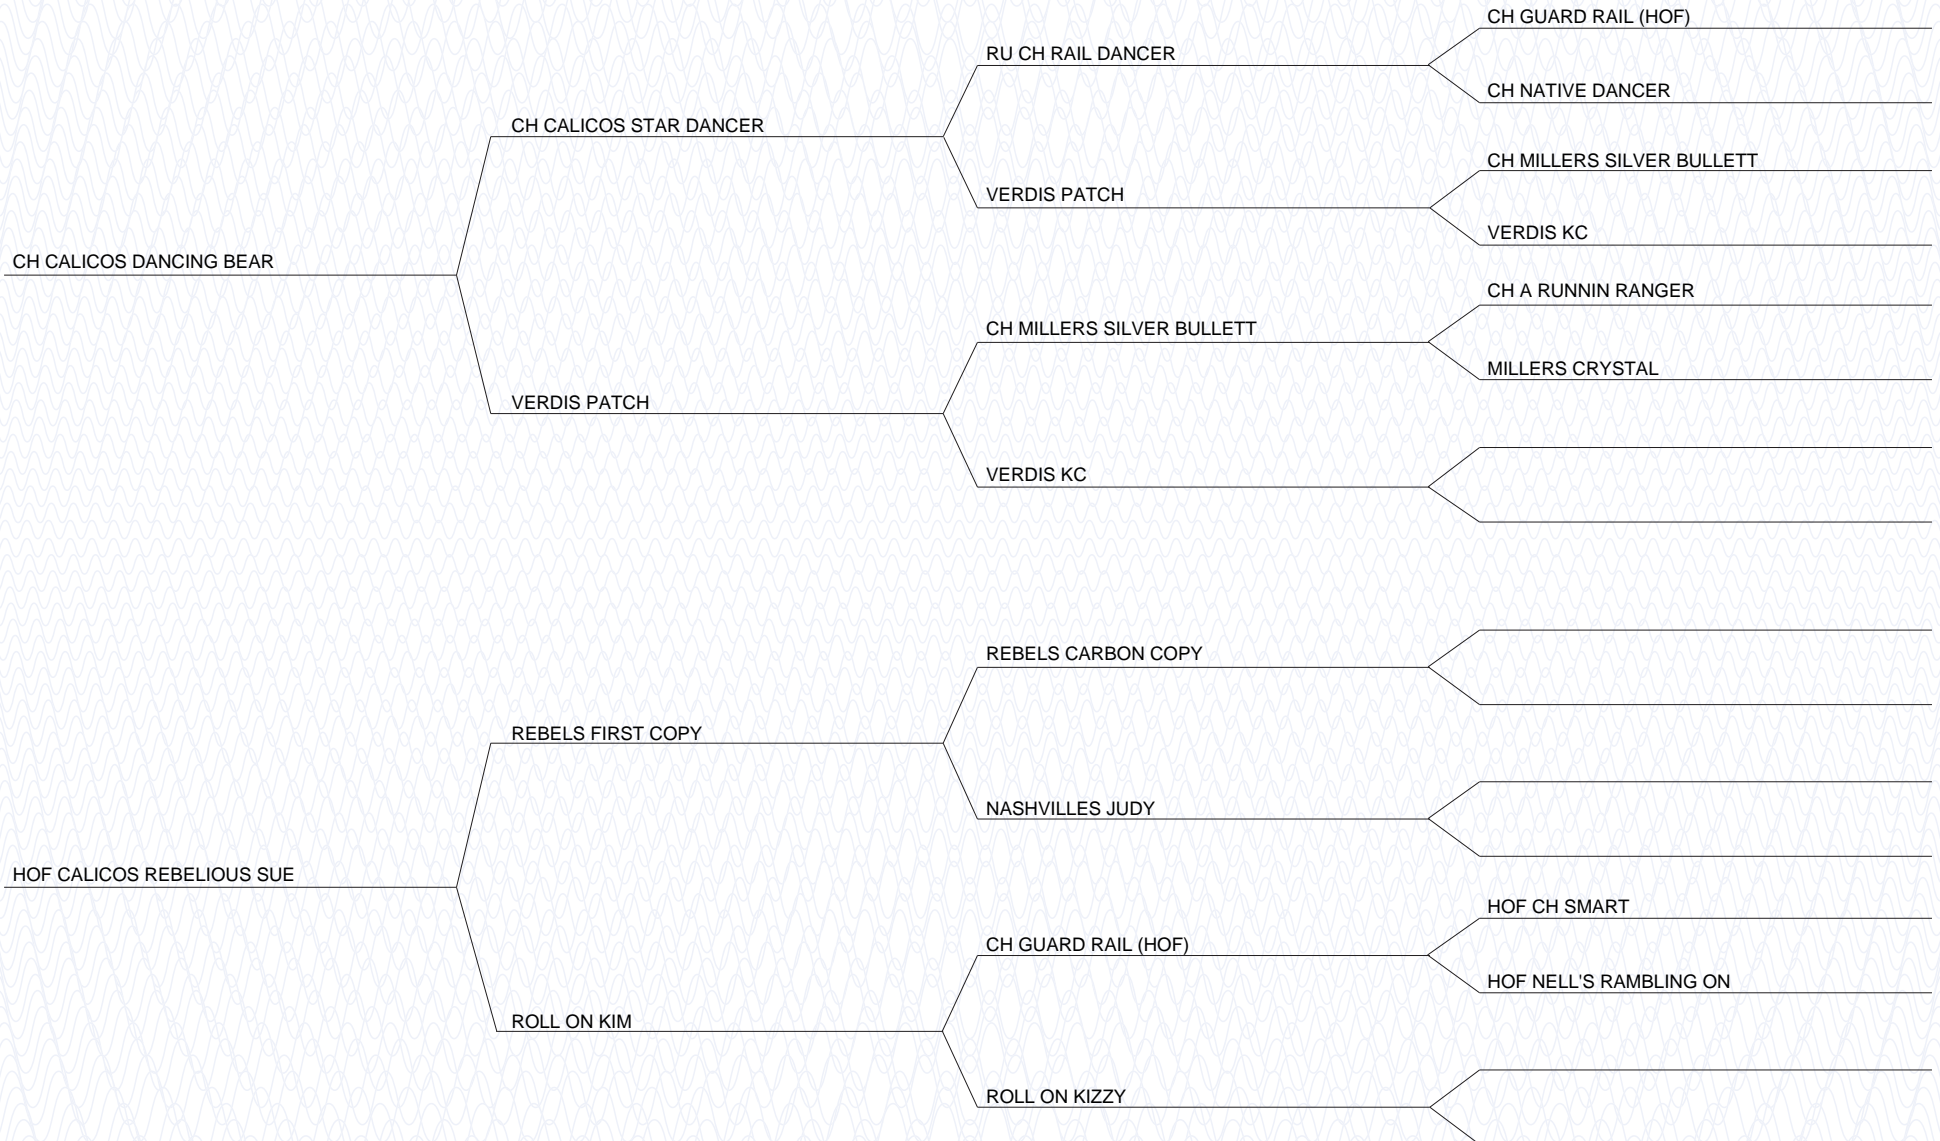 CH GUARD RAIL (HOF)
RU CH RAIL DANCER
CH NATIVE DANCER
CH CALICOS STAR DANCER
CH MILLERS SILVER BULLETT
VERDIS PATCH
VERDIS KC
CH CALICOS DANCING BEAR
CH A RUNNIN RANGER
CH MILLERS SILVER BULLETT
MILLERS CRYSTAL
VERDIS PATCH
VERDIS KC
REBELS CARBON COPY
REBELS FIRST COPY
NASHVILLES JUDY
HOF CALICOS REBELIOUS SUE
HOF CH SMART
CH GUARD RAIL (HOF)
HOF NELL'S RAMBLING ON
ROLL ON KIM
ROLL ON KIZZY